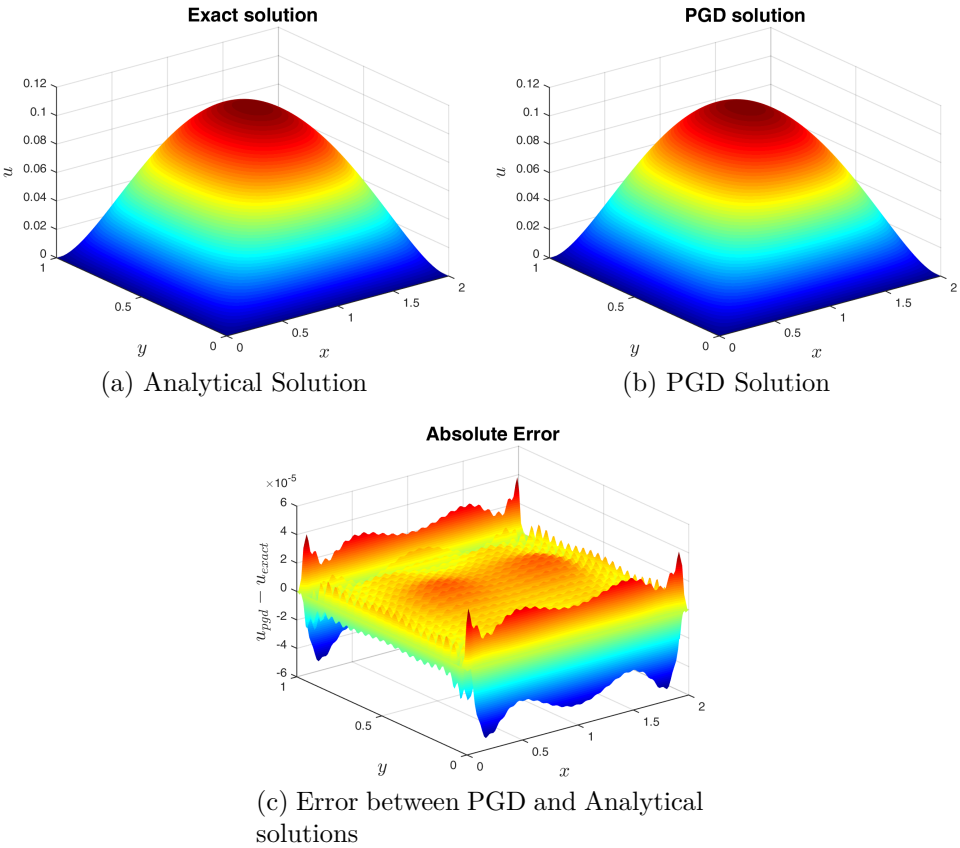 Exact solution
0.12
0.1
0.08
0.06
0.04
0.02
0
u
1
0.5
0
y
0
0.5
1
1.5
2
x
(a) Analytical Solution
PGD solution
0.12
0.1
0.08
0.06
0.04
0.02
0
u
1
0.5
0
y
0
0.5
1
1.5
2
x
(b) PGD Solution
Absolute Error
×10⁻⁵
6
4
2
0
-2
-4
-6
u_{pgd} − u_{exact}
1
0.5
0
y
0
0.5
1
1.5
2
x
(c) Error between PGD and Analytical
solutions